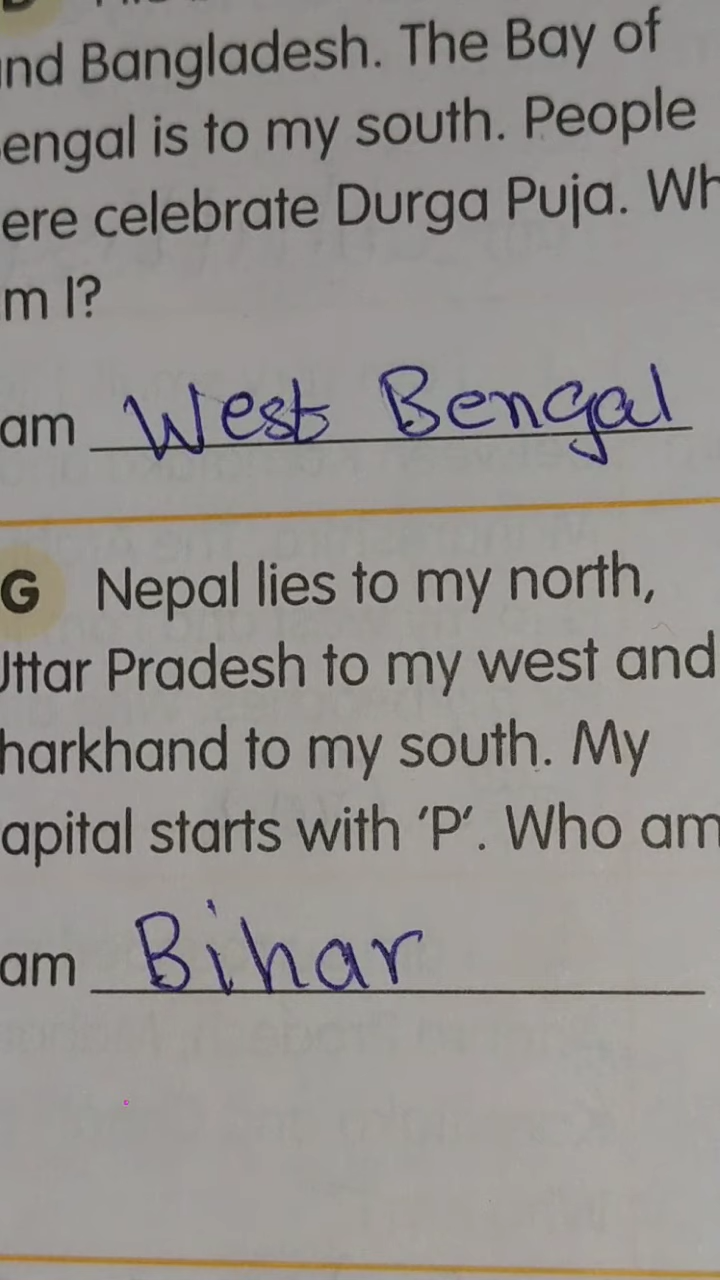 nd Bangladesh. The Bay of
engal is to my south. People
ere celebrate Durga Puja. Wh
m I?
am West Bengal
G Nepal lies to my north,
Uttar Pradesh to my west and
harkhand to my south. My
apital starts with ‘P’. Who am
am Bihar